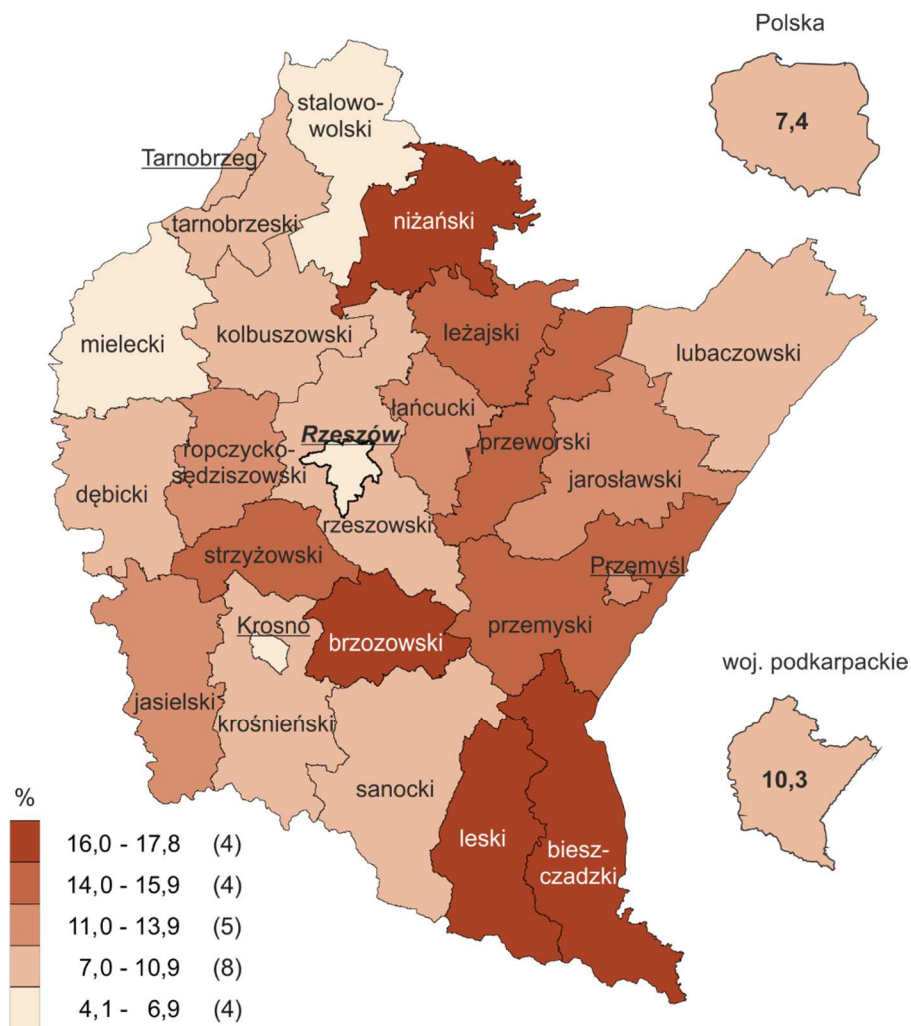 Polska
7,4
stalowo-
wolski
Tarnobrzeg
tarnobrzeski
niżański
mielecki
kolbuszowski
leżajski
lubaczowski
łańcucki
Rzeszów
ropczycko-
sędziszowski
przeworski
jarosławski
dębicki
rzeszowski
strzyżowski
Przemyśl
Krosno
brzozowski
przemyski
woj. podkarpackie
10,3
jasielski
krośnieński
sanocki
leski
biesz-
czadzki
%
16,0 - 17,8 (4)
14,0 - 15,9 (4)
11,0 - 13,9 (5)
7,0 - 10,9 (8)
4,1 - 6,9 (4)